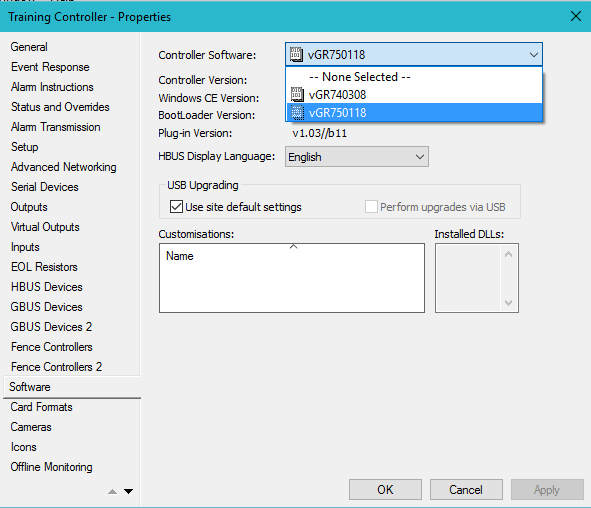 Training Controller - Properties
General
Event Response
Alarm Instructions
Status and Overrides
Alarm Transmission
Setup
Advanced Networking
Serial Devices
Outputs
Virtual Outputs
Inputs
EOL Resistors
HBUS Devices
GBUS Devices
GBUS Devices 2
Fence Controllers
Fence Controllers 2
Software
Card Formats
Cameras
Icons
Offline Monitoring
Controller Software: vGR750118
-- None Selected --
vGR740308
vGR750118
Controller Version:
Windows CE Version:
BootLoader Version:
Plug-in Version: v1.03//b11
HBUS Display Language: English
USB Upgrading
Use site default settings Perform upgrades via USB
Customisations: Installed DLLs:
Name
OK Cancel Apply